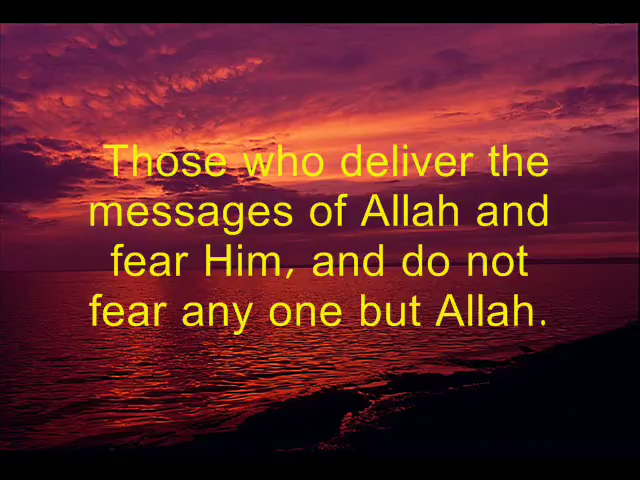 Those who deliver the
messages of Allah and
fear Him, and do not
fear any one but Allah.